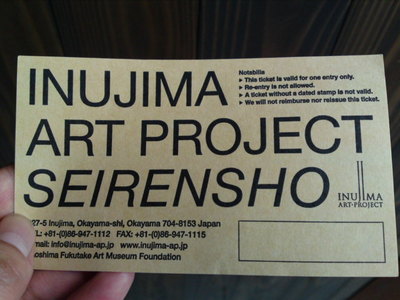 INUJIMA
ART PROJECT
SEIRENSHO
Notabilia
▶ This ticket is valid for one entry only.
▶ Re-entry is not allowed.
▶ A ticket without a dated stamp is not valid.
▶ We will not reimburse nor reissue this ticket.
INUJIMA
ART·PROJECT
27-5 Inujima, Okayama-shi, Okayama 704-8153 Japan
L: +81-(0)86-947-1112 FAX: +81-(0)86-947-1115
mail: info@inujima-ap.jp www.inujima-ap.jp
oshima Fukutake Art Museum Foundation